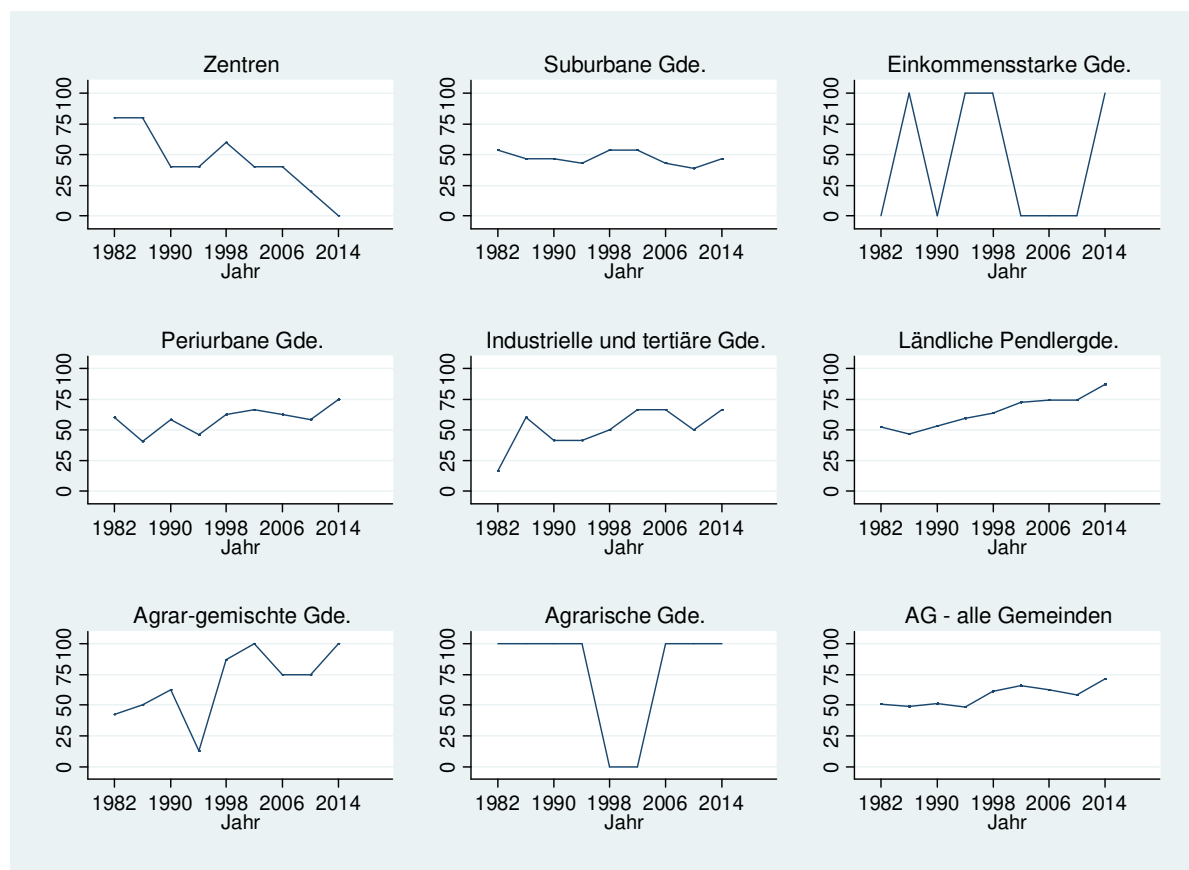 Zentren
100
75
50
25
0
1982 1990 1998 2006 2014
Jahr
Suburbane Gde.
100
75
50
25
0
1982 1990 1998 2006 2014
Jahr
Einkommensstarke Gde.
100
75
50
25
0
1982 1990 1998 2006 2014
Jahr
Periurbane Gde.
100
75
50
25
0
1982 1990 1998 2006 2014
Jahr
Industrielle und tertiäre Gde.
100
75
50
25
0
1982 1990 1998 2006 2014
Jahr
Ländliche Pendlergde.
100
75
50
25
0
1982 1990 1998 2006 2014
Jahr
Agrar-gemischte Gde.
100
75
50
25
0
1982 1990 1998 2006 2014
Jahr
Agrarische Gde.
100
75
50
25
0
1982 1990 1998 2006 2014
Jahr
AG - alle Gemeinden
100
75
50
25
0
1982 1990 1998 2006 2014
Jahr